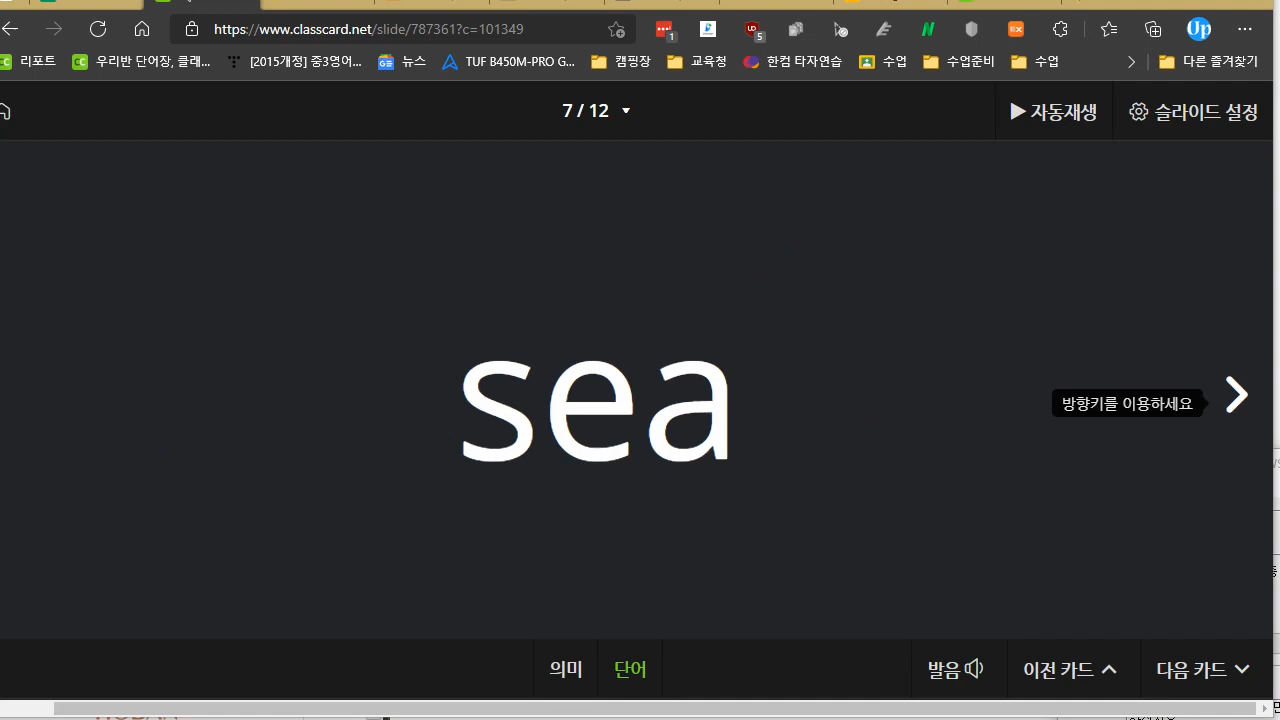 https://www.classcard.net/slide/787361?c=101349
1
5
EX
Up
리포트
우리반 단어장, 클래...
[2015개정] 중3영어...
뉴스
TUF B450M-PRO G...
캠핑장
교육청
한컴 타자연습
수업
수업준비
수업
다른 즐겨찾기
7 / 12
자동재생
슬라이드 설정
sea
방향키를 이용하세요
의미
단어
발음
이전 카드
다음 카드